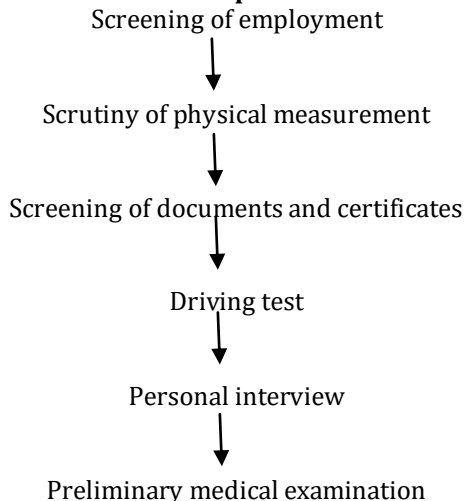 Screening of employment
Scrutiny of physical measurement
Screening of documents and certificates
Driving test
Personal interview
Preliminary medical examination